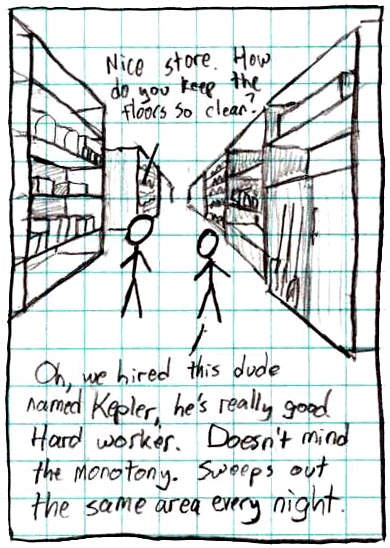 Nice store. How
do you keep the
floors so clean?
Oh, we hired this dude
named Kepler, he's really good.
Hard worker. Doesn't mind
the monotony. Sweeps out
the same area every night.